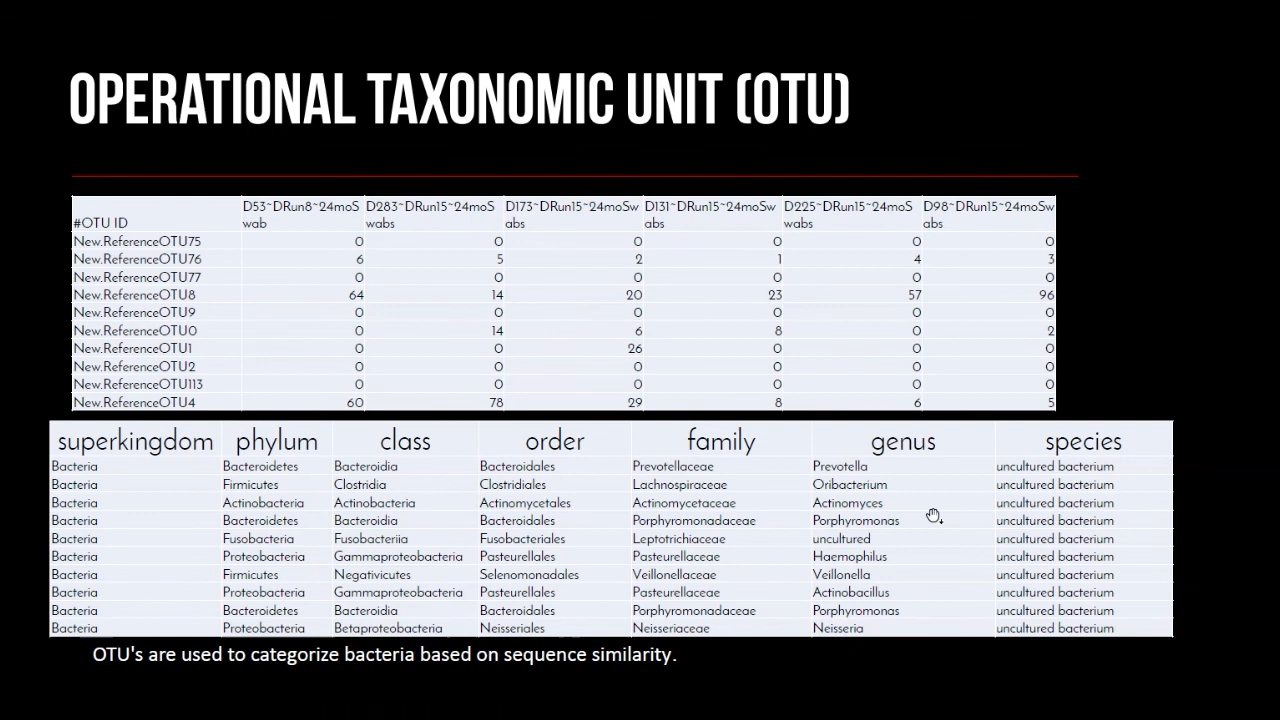 OPERATIONAL TAXONOMIC UNIT (OTU)
#OTU ID D53~DRun8~24moSwab D283~DRun15~24moSwabs D173~DRun15~24moSwabs D131~DRun15~24moSwabs D225~DRun15~24moSwabs D98~DRun15~24moSwabs
New.ReferenceOTU75 0 0 0 0 0 0
New.ReferenceOTU76 6 5 2 1 4 3
New.ReferenceOTU77 0 0 0 0 0 0
New.ReferenceOTU8 64 14 20 23 57 96
New.ReferenceOTU9 0 0 0 0 0 0
New.ReferenceOTU0 0 14 6 8 0 2
New.ReferenceOTU1 0 0 26 0 0 0
New.ReferenceOTU2 0 0 0 0 0 0
New.ReferenceOTU113 0 0 0 0 0 0
New.ReferenceOTU4 60 78 29 8 6 5
superkingdom phylum class order family genus species
Bacteria Bacteroidetes Bacteroidia Bacteroidales Prevotellaceae Prevotella uncultured bacterium
Bacteria Firmicutes Clostridia Clostridiales Lachnospiraceae Oribacterium uncultured bacterium
Bacteria Actinobacteria Actinobacteria Actinomycetales Actinomycetaceae Actinomyces uncultured bacterium
Bacteria Bacteroidetes Bacteroidia Bacteroidales Porphyromonadaceae Porphyromonas uncultured bacterium
Bacteria Fusobacteria Fusobacteriia Fusobacteriales Leptotrichiaceae uncultured uncultured bacterium
Bacteria Proteobacteria Gammaproteobacteria Pasteurellales Pasteurellaceae Haemophilus uncultured bacterium
Bacteria Firmicutes Negativicutes Selenomonadales Veillonellaceae Veillonella uncultured bacterium
Bacteria Proteobacteria Gammaproteobacteria Pasteurellales Pasteurellaceae Actinobacillus uncultured bacterium
Bacteria Bacteroidetes Bacteroidia Bacteroidales Porphyromonadaceae Porphyromonas uncultured bacterium
Bacteria Proteobacteria Betaproteobacteria Neisseriales Neisseriaceae Neisseria uncultured bacterium
OTU's are used to categorize bacteria based on sequence similarity.